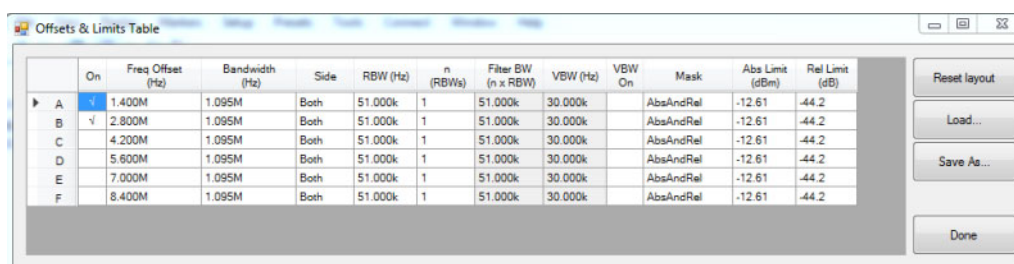 Offsets & Limits Table
On Freq Offset (Hz) Bandwidth (Hz) Side RBW (Hz) n (RBWs) Filter BW (n x RBW) VBW (Hz) VBW On Mask Abs Limit (dBm) Rel Limit (dB)
A √ 1.400M 1.095M Both 51.000k 1 51.000k 30.000k AbsAndRel -12.61 -44.2
B √ 2.800M 1.095M Both 51.000k 1 51.000k 30.000k AbsAndRel -12.61 -44.2
C 4.200M 1.095M Both 51.000k 1 51.000k 30.000k AbsAndRel -12.61 -44.2
D 5.600M 1.095M Both 51.000k 1 51.000k 30.000k AbsAndRel -12.61 -44.2
E 7.000M 1.095M Both 51.000k 1 51.000k 30.000k AbsAndRel -12.61 -44.2
F 8.400M 1.095M Both 51.000k 1 51.000k 30.000k AbsAndRel -12.61 -44.2
Reset layout
Load...
Save As...
Done